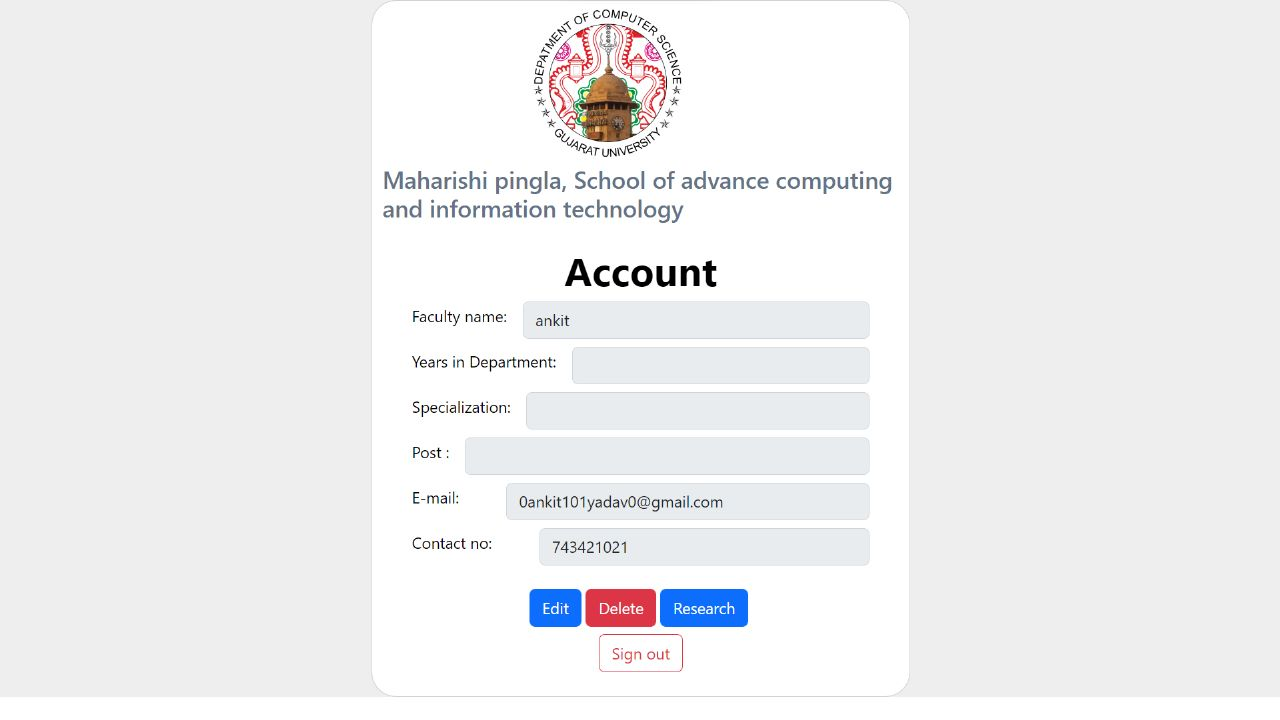 DEPATMENT OF COMPUTER SCIENCE
GUJARAT UNIVERSITY
Maharishi pingla, School of advance computing
and information technology
Account
Faculty name: ankit
Years in Department:
Specialization:
Post :
E-mail: 0ankit101yadav0@gmail.com
Contact no: 743421021
Edit Delete Research
Sign out